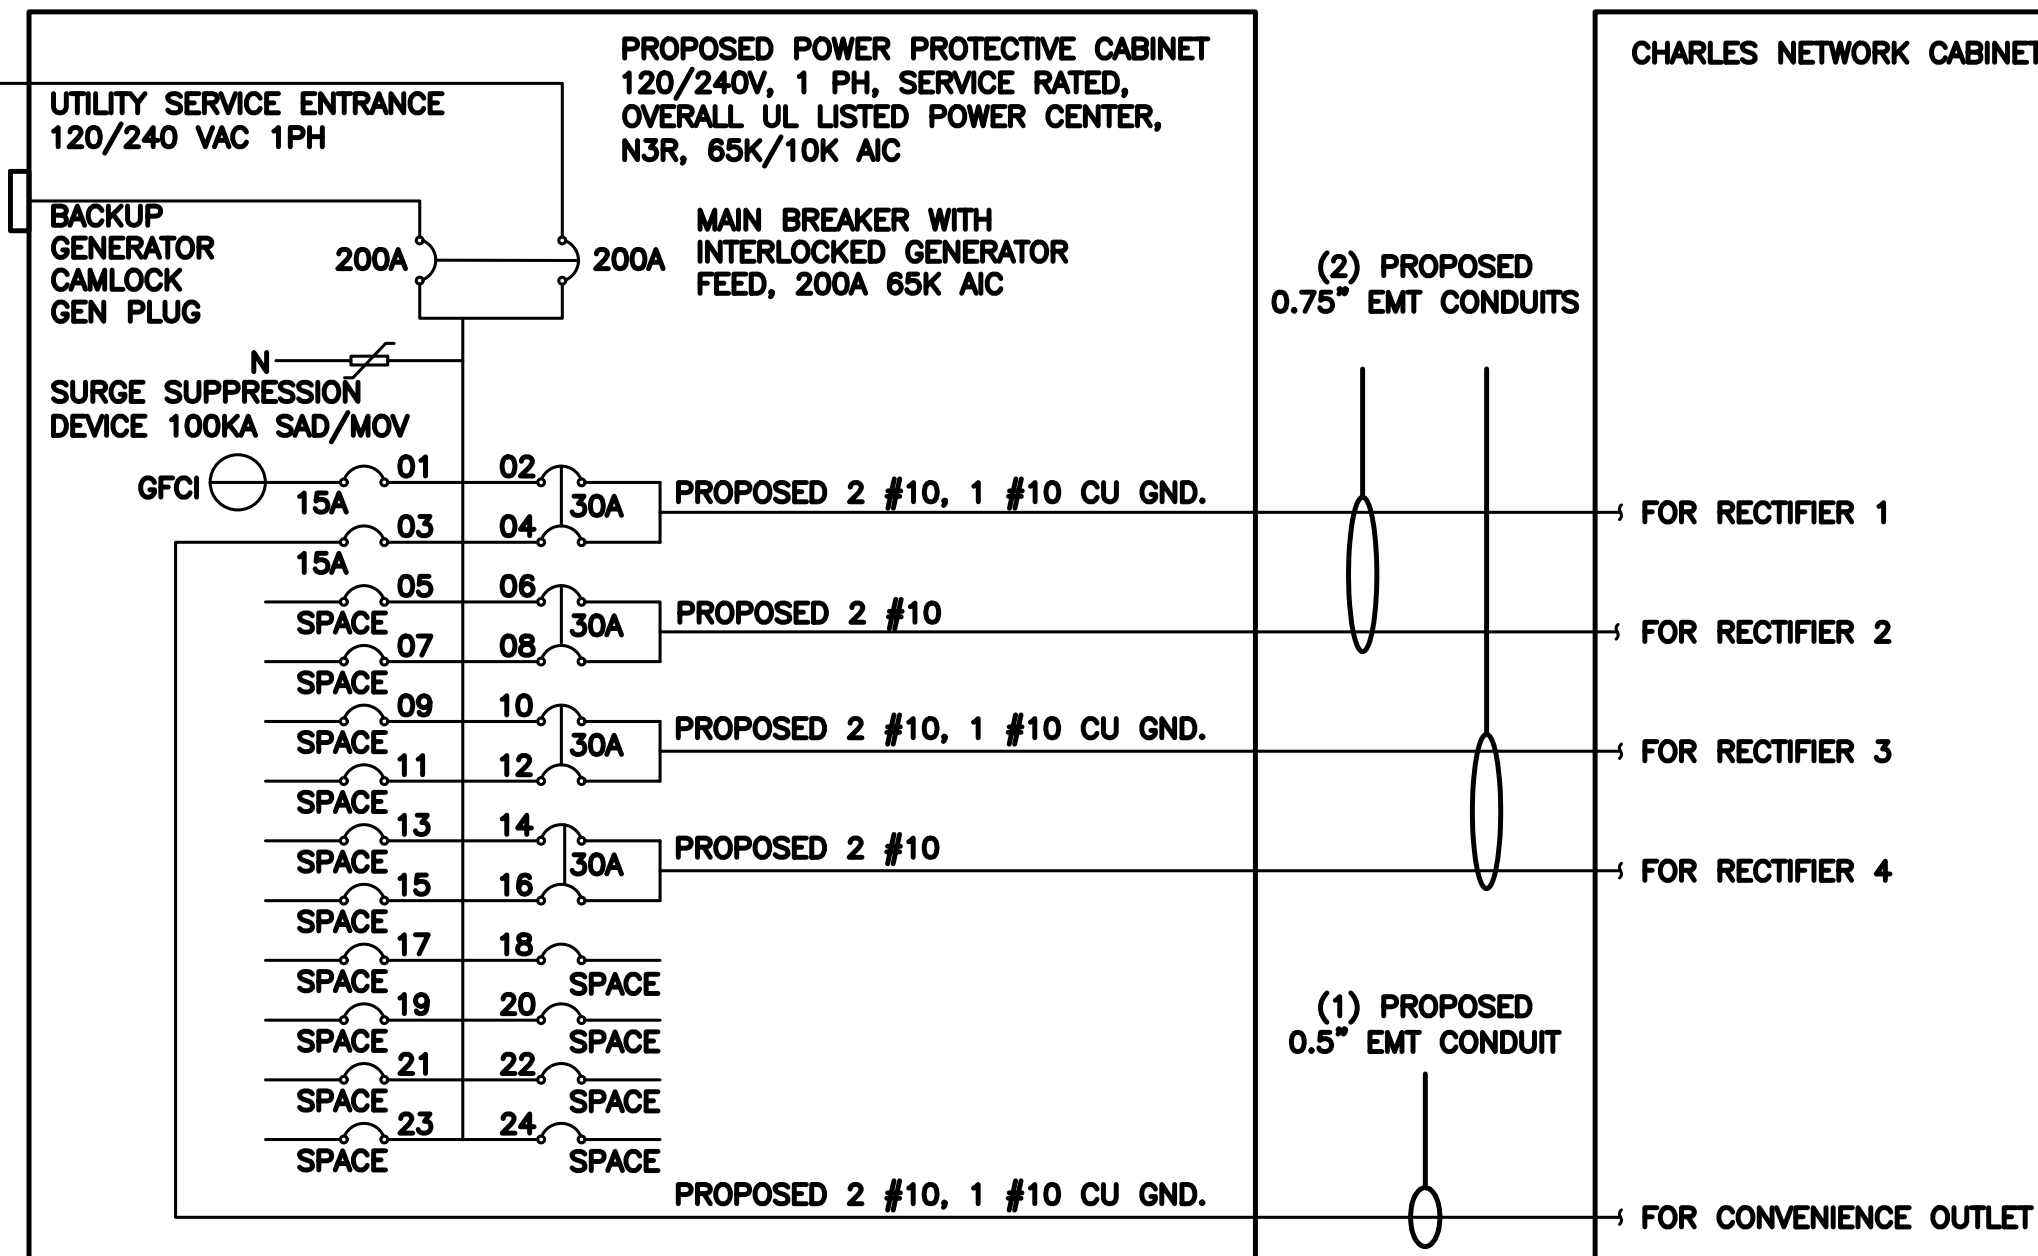 PROPOSED POWER PROTECTIVE CABINET
120/240V, 1 PH, SERVICE RATED,
OVERALL UL LISTED POWER CENTER,
N3R, 65K/10K AIC
CHARLES NETWORK CABINET
UTILITY SERVICE ENTRANCE
120/240 VAC 1PH
BACKUP
GENERATOR
CAMLOCK
GEN PLUG
200A
200A
MAIN BREAKER WITH
INTERLOCKED GENERATOR
FEED, 200A 65K AIC
(2) PROPOSED
0.75" EMT CONDUITS
N
SURGE SUPPRESSION
DEVICE 100KA SAD/MOV
GFCI
15A
01
02
30A
PROPOSED 2 #10, 1 #10 CU GND.
FOR RECTIFIER 1
03
04
15A
05
06
SPACE
30A
PROPOSED 2 #10
FOR RECTIFIER 2
07
08
SPACE
09
10
SPACE
30A
PROPOSED 2 #10, 1 #10 CU GND.
FOR RECTIFIER 3
11
12
SPACE
13
14
SPACE
30A
PROPOSED 2 #10
FOR RECTIFIER 4
15
16
SPACE
17
18
SPACE
SPACE
19
20
SPACE
SPACE
21
22
SPACE
SPACE
23
24
SPACE
SPACE
(1) PROPOSED
0.5" EMT CONDUIT
PROPOSED 2 #10, 1 #10 CU GND.
FOR CONVENIENCE OUTLET